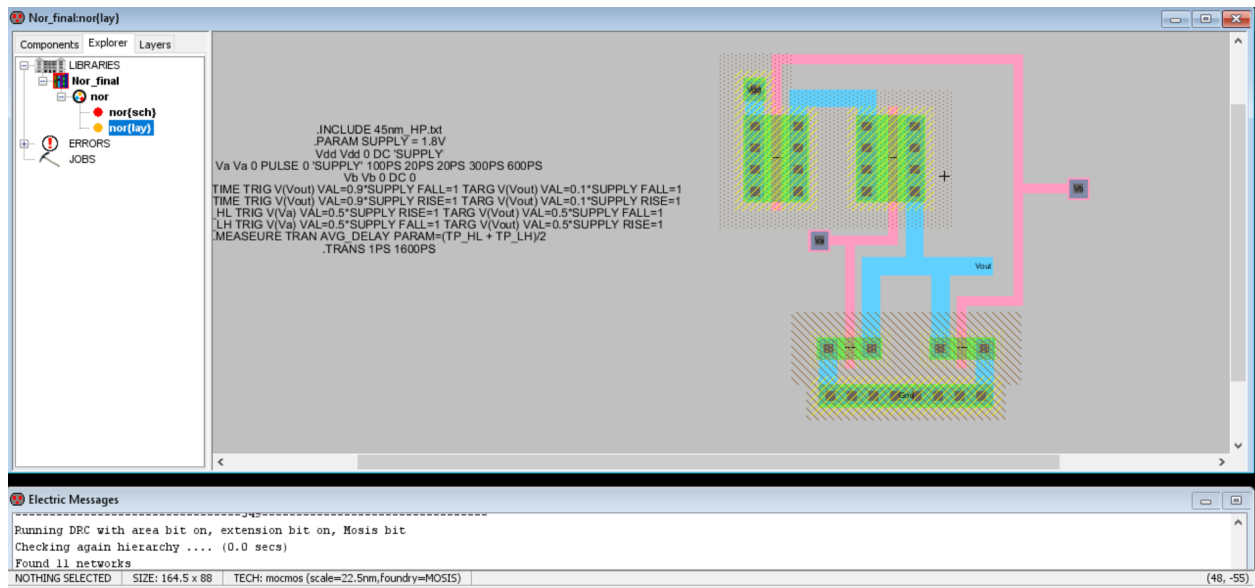 Nor_final:nor{lay}
Components Explorer Layers
LIBRARIES
Nor_final
nor
nor{sch}
nor{lay}
ERRORS
JOBS
.INCLUDE 45nm_HP.txt
.PARAM SUPPLY = 1.8V
Vdd Vdd 0 DC 'SUPPLY'
Va Va 0 PULSE 0 'SUPPLY' 100PS 20PS 20PS 300PS 600PS
Vb Vb 0 DC 0
TIME TRIG V(Vout) VAL=0.9*SUPPLY FALL=1 TARG V(Vout) VAL=0.1*SUPPLY FALL=1
TIME TRIG V(Vout) VAL=0.9*SUPPLY RISE=1 TARG V(Vout) VAL=0.1*SUPPLY RISE=1
_HL TRIG V(Va) VAL=0.5*SUPPLY RISE=1 TARG V(Vout) VAL=0.5*SUPPLY FALL=1
_LH TRIG V(Va) VAL=0.5*SUPPLY FALL=1 TARG V(Vout) VAL=0.5*SUPPLY RISE=1
.MEASEURE TRAN AVG_DELAY PARAM=(TP_HL + TP_LH)/2
.TRANS 1PS 1600PS
Vdd
Vb
Va
Vout
Gnd
Electric Messages
Running DRC with area bit on, extension bit on, Mosis bit
Checking again hierarchy .... (0.0 secs)
Found 11 networks
NOTHING SELECTED SIZE: 164.5 x 88 TECH: mocmos (scale=22.5nm,foundry=MOSIS) (48, -55)